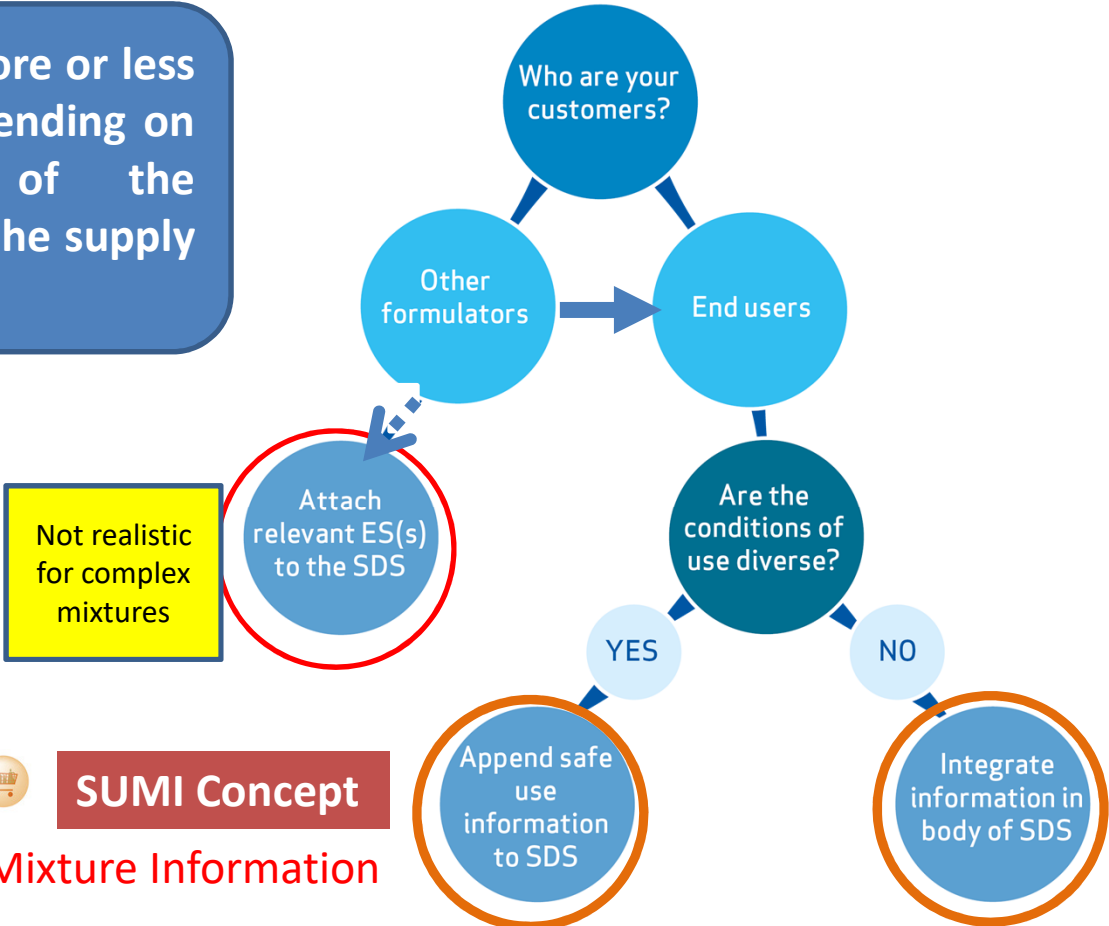 ore or less
ending on
of the
he supply
Who are your
customers?
Other
formulators
End users
Attach
relevant ES(s)
to the SDS
Not realistic
for complex
mixtures
Are the
conditions of
use diverse?
YES
NO
SUMI Concept
Mixture Information
Append safe
use
information
to SDS
Integrate
information in
body of SDS